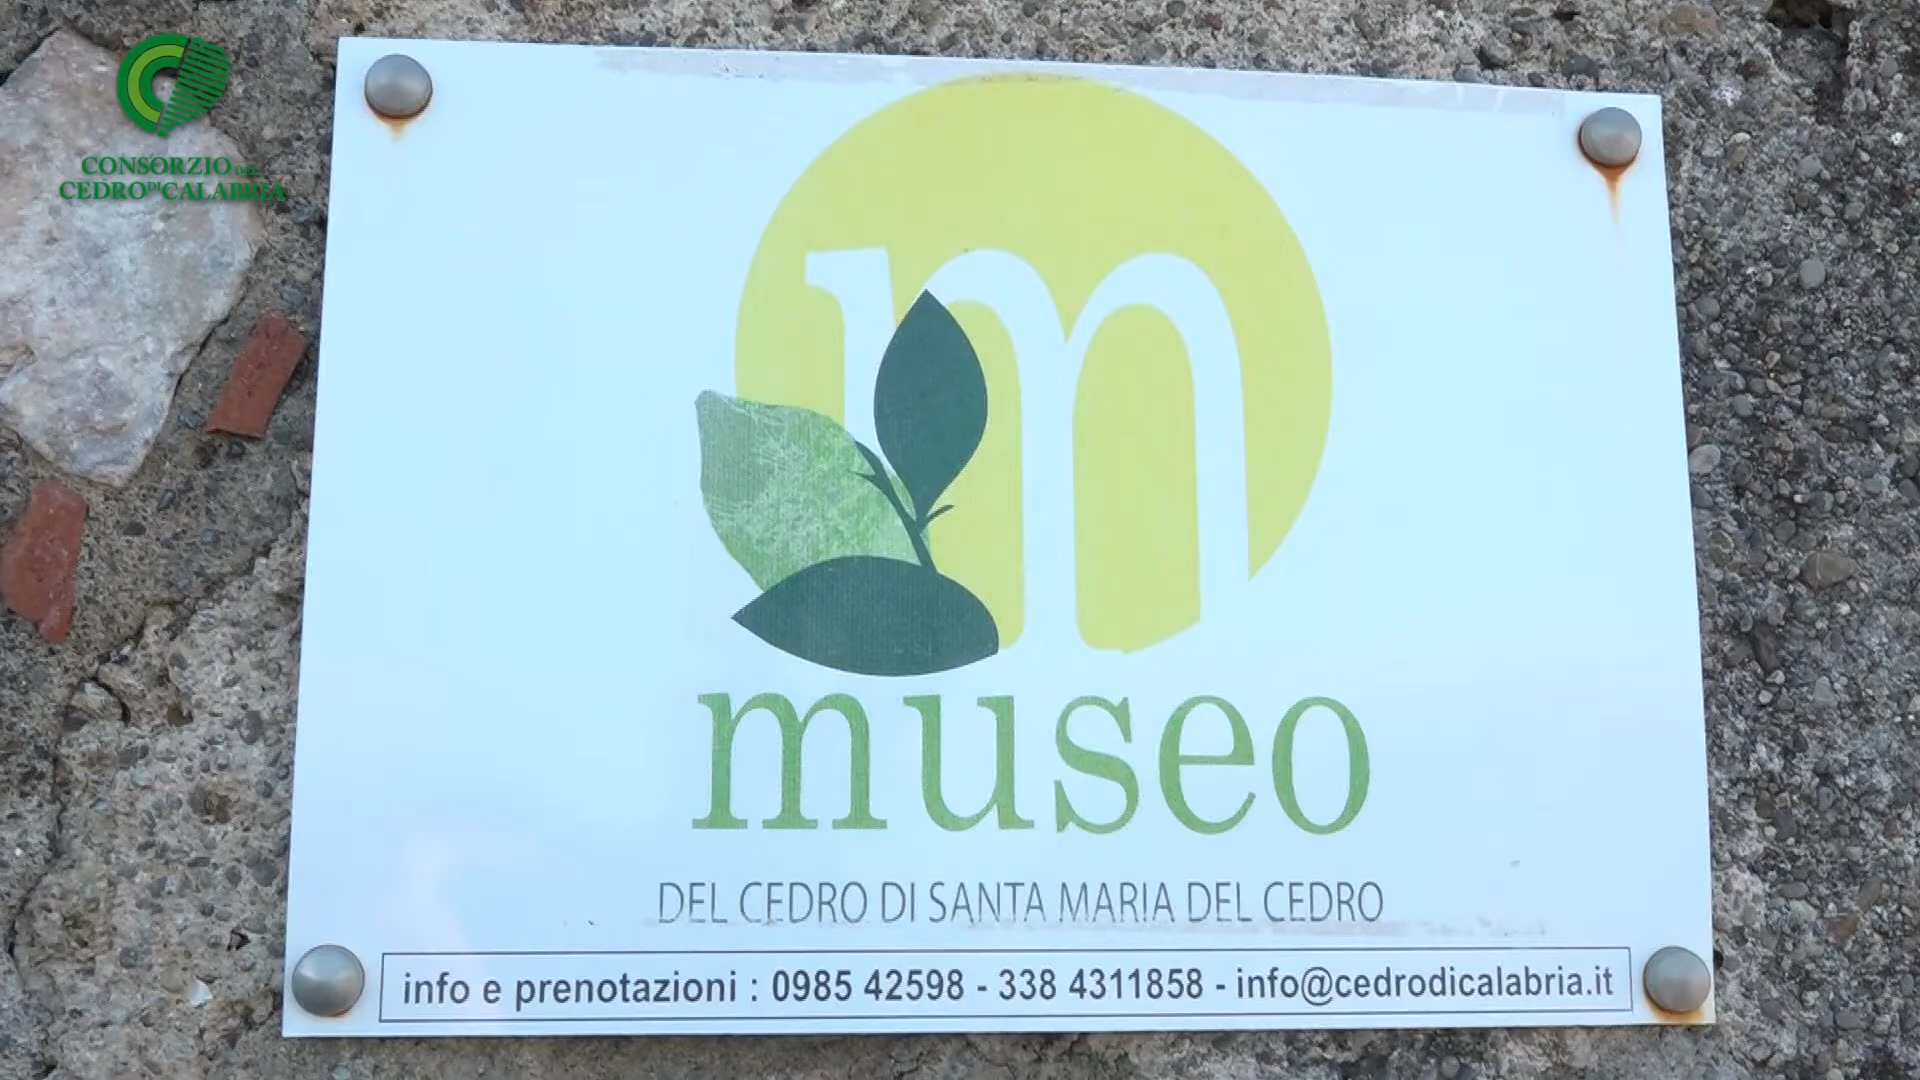 CONSORZIO DEL
CEDRO DI CALABRIA
m
museo
DEL CEDRO DI SANTA MARIA DEL CEDRO
info e prenotazioni : 0985 42598 - 338 4311858 - info@cedrodicalabria.it